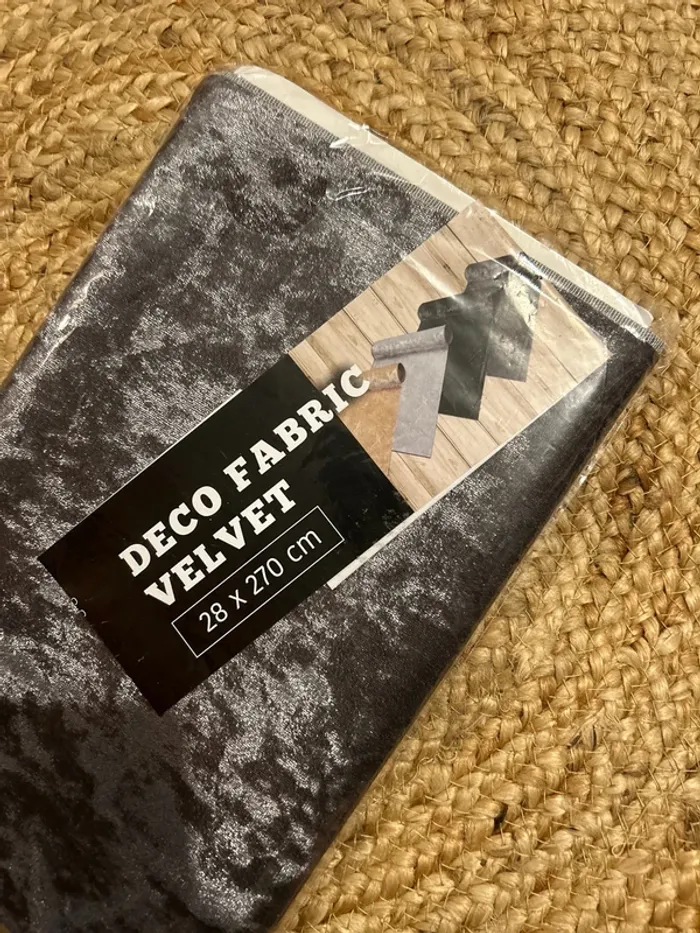 DECO FABRIC
VELVET
28 x 270 cm